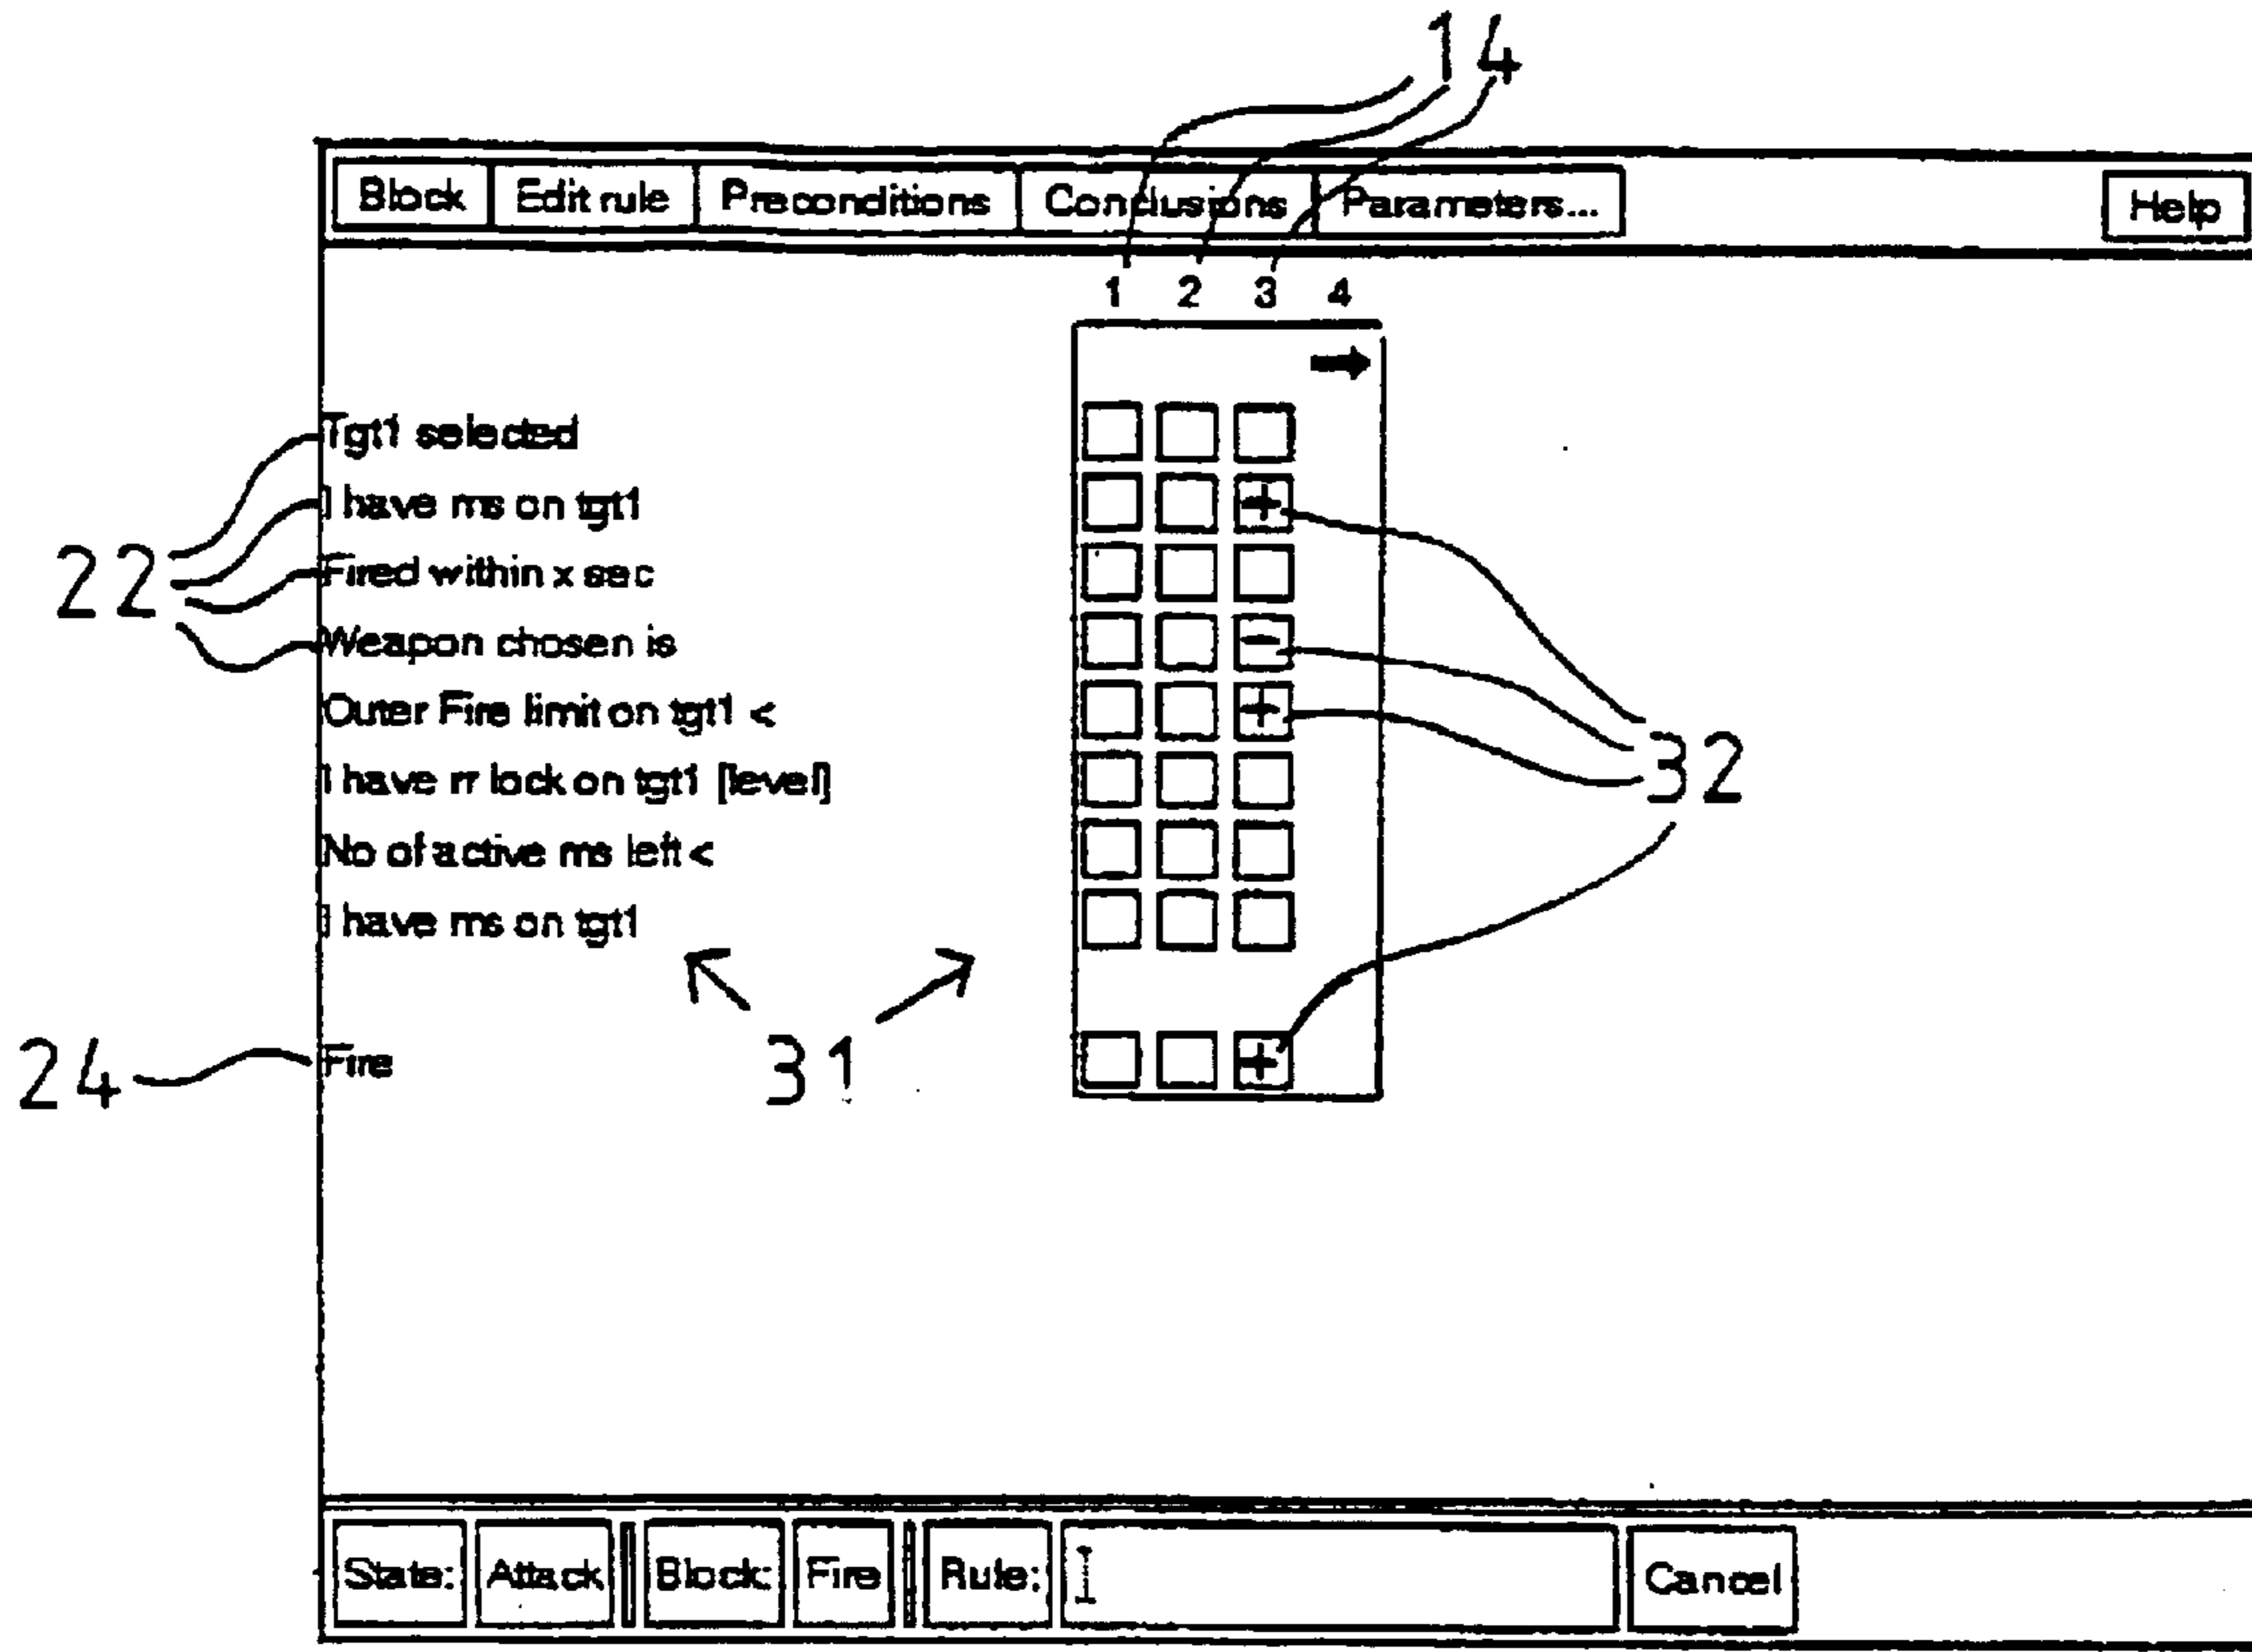 14
Block Edit rule Preconditions Conclusions Parameters... Help
1 2 3 4
Tgt1 selected
I have ms on tgt1 +
22
Fired within x sec
Weapon chosen is −
Outer Fire limit on tgt1 < +
32
I have rr lock on tgt1 [level]
No of active ms left <
I have ms on tgt1
31
24
Fire +
State: Attack Block: Fire Rule: Cancel